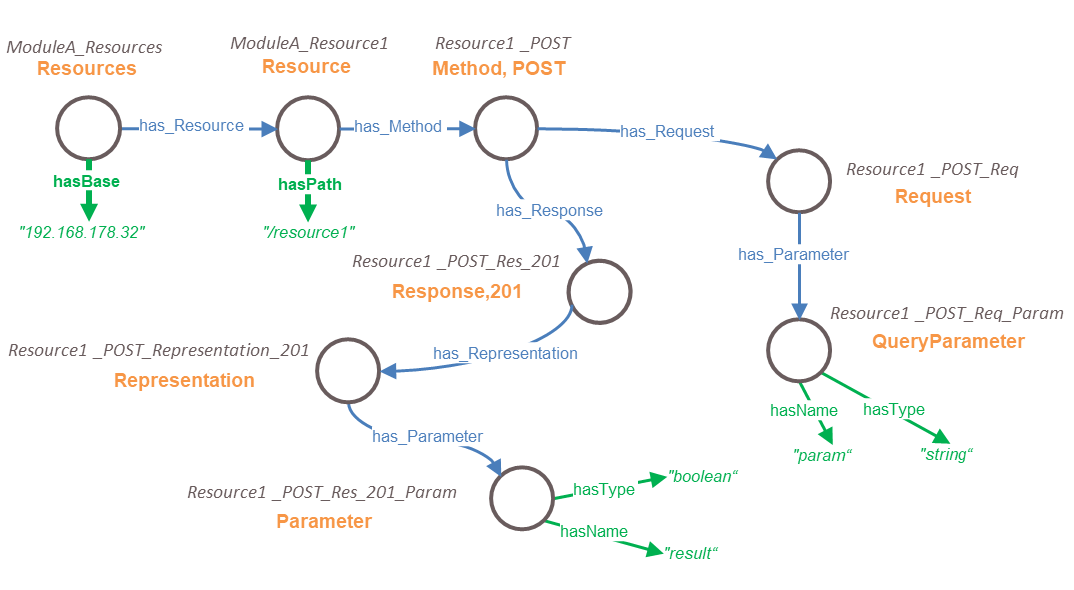 ModuleA_Resources
Resources
ModuleA_Resource1
Resource
Resource1 _POST
Method, POST
has_Resource
has_Method
has_Request
hasBase
"192.168.178.32"
hasPath
"/resource1"
has_Response
Resource1 _POST_Req
Request
has_Parameter
Resource1 _POST_Res_201
Response,201
Resource1 _POST_Req_Param
QueryParameter
Resource1 _POST_Representation_201
Representation
has_Representation
hasName
"param“
hasType
"string“
has_Parameter
Resource1 _POST_Res_201_Param
Parameter
hasType
"boolean“
hasName
"result“